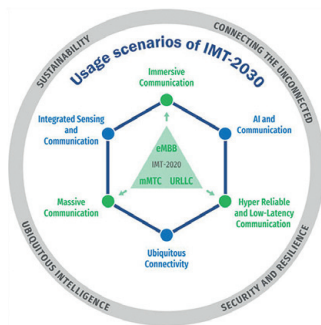 SUSTAINABILITY
CONNECTING THE UNCONNECTED
Usage scenarios of IMT-2030
Immersive
Communication
Integrated Sensing
and
Communication
AI and
Communication
eMBB
IMT-2020
mMTC URLLC
Massive
Communication
Hyper Reliable
and Low-Latency
Communication
Ubiquitous
Connectivity
UBIQUITOUS INTELLIGENCE
SECURITY AND RESILIENCE